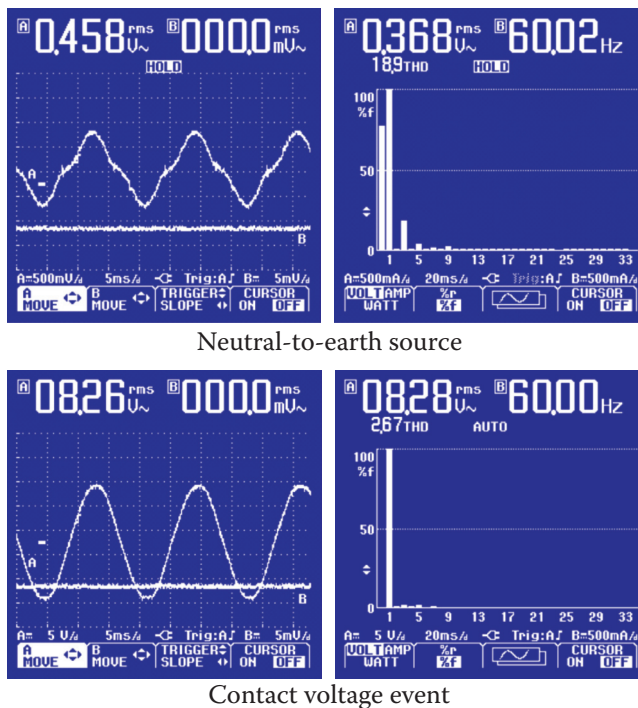 A 0.458 rms V~ B 000.0 rms mV~
HOLD
A
B
A=500mV/d 5ms/d Trig:A B= 5mV/d
A MOVE B MOVE TRIGGER SLOPE CURSOR ON OFF
A 0.368 rms V~ B 60.02 Hz
18.9 THD HOLD
100
%f
50
0
1 5 9 13 17 21 25 29 33
A=500mA/d 20ms/d Trig:A B=500mA/d
VOLT AMP WATT %r %f CURSOR ON OFF
Neutral-to-earth source
A 08.26 rms V~ B 000.0 rms mV~
A
B
A= 5 V/d 5ms/d Trig:A B= 5mV/d
A MOVE B MOVE TRIGGER SLOPE CURSOR ON OFF
A 08.28 rms V~ B 60.00 Hz
2.67 THD AUTO
100
%f
50
0
1 5 9 13 17 21 25 29 33
A= 5 V/d 20ms/d Trig:A B=500mA/d
VOLT AMP WATT %r %f CURSOR ON OFF
Contact voltage event